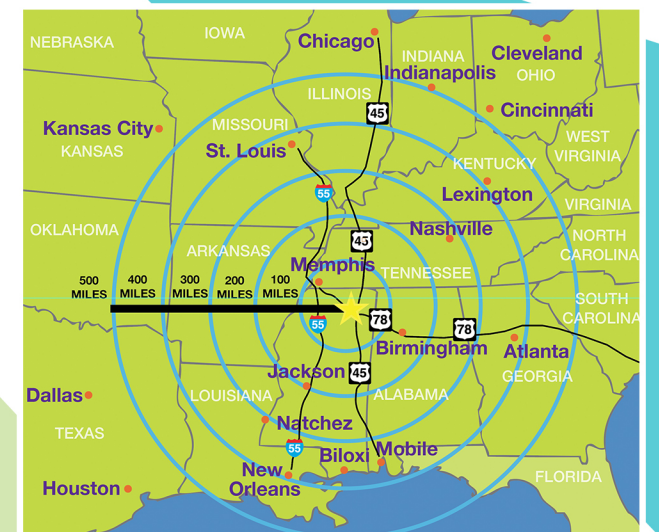 IOWA
NEBRASKA
Chicago
INDIANA
Cleveland
OHIO
Indianapolis
ILLINOIS
45
Cincinnati
Kansas City
KANSAS
MISSOURI
St. Louis
WEST
VIRGINIA
KENTUCKY
Lexington
55
VIRGINIA
OKLAHOMA
Nashville
45
ARKANSAS
NORTH
CAROLINA
Memphis
TENNESSEE
500
MILES
400
MILES
300
MILES
200
MILES
100
MILES
SOUTH
CAROLINA
55
78
78
Birmingham
Atlanta
Jackson
45
GEORGIA
Dallas
LOUISIANA
ALABAMA
Natchez
TEXAS
55
Biloxi
Mobile
New
Orleans
FLORIDA
Houston